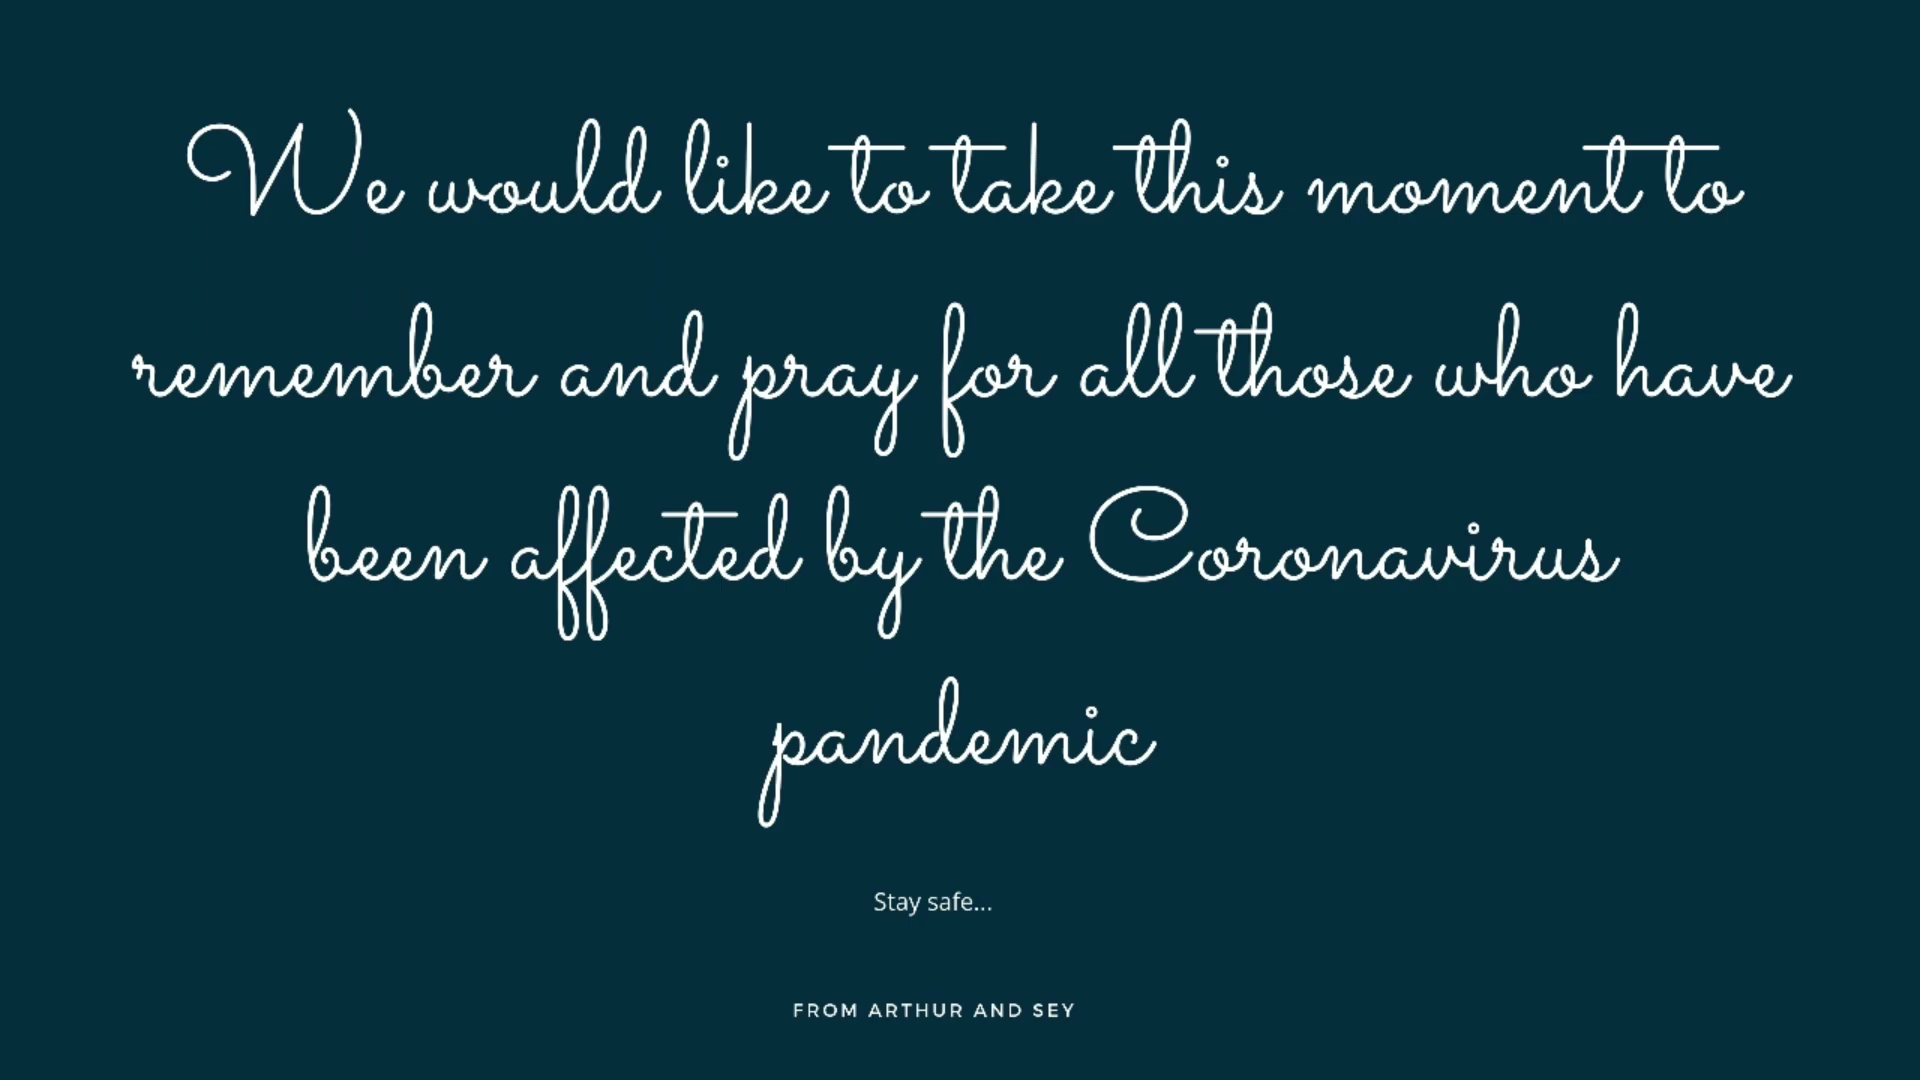 We would like to take this moment to
remember and pray for all those who have
been affected by the Coronavirus
pandemic
Stay safe...
FROM ARTHUR AND SEY